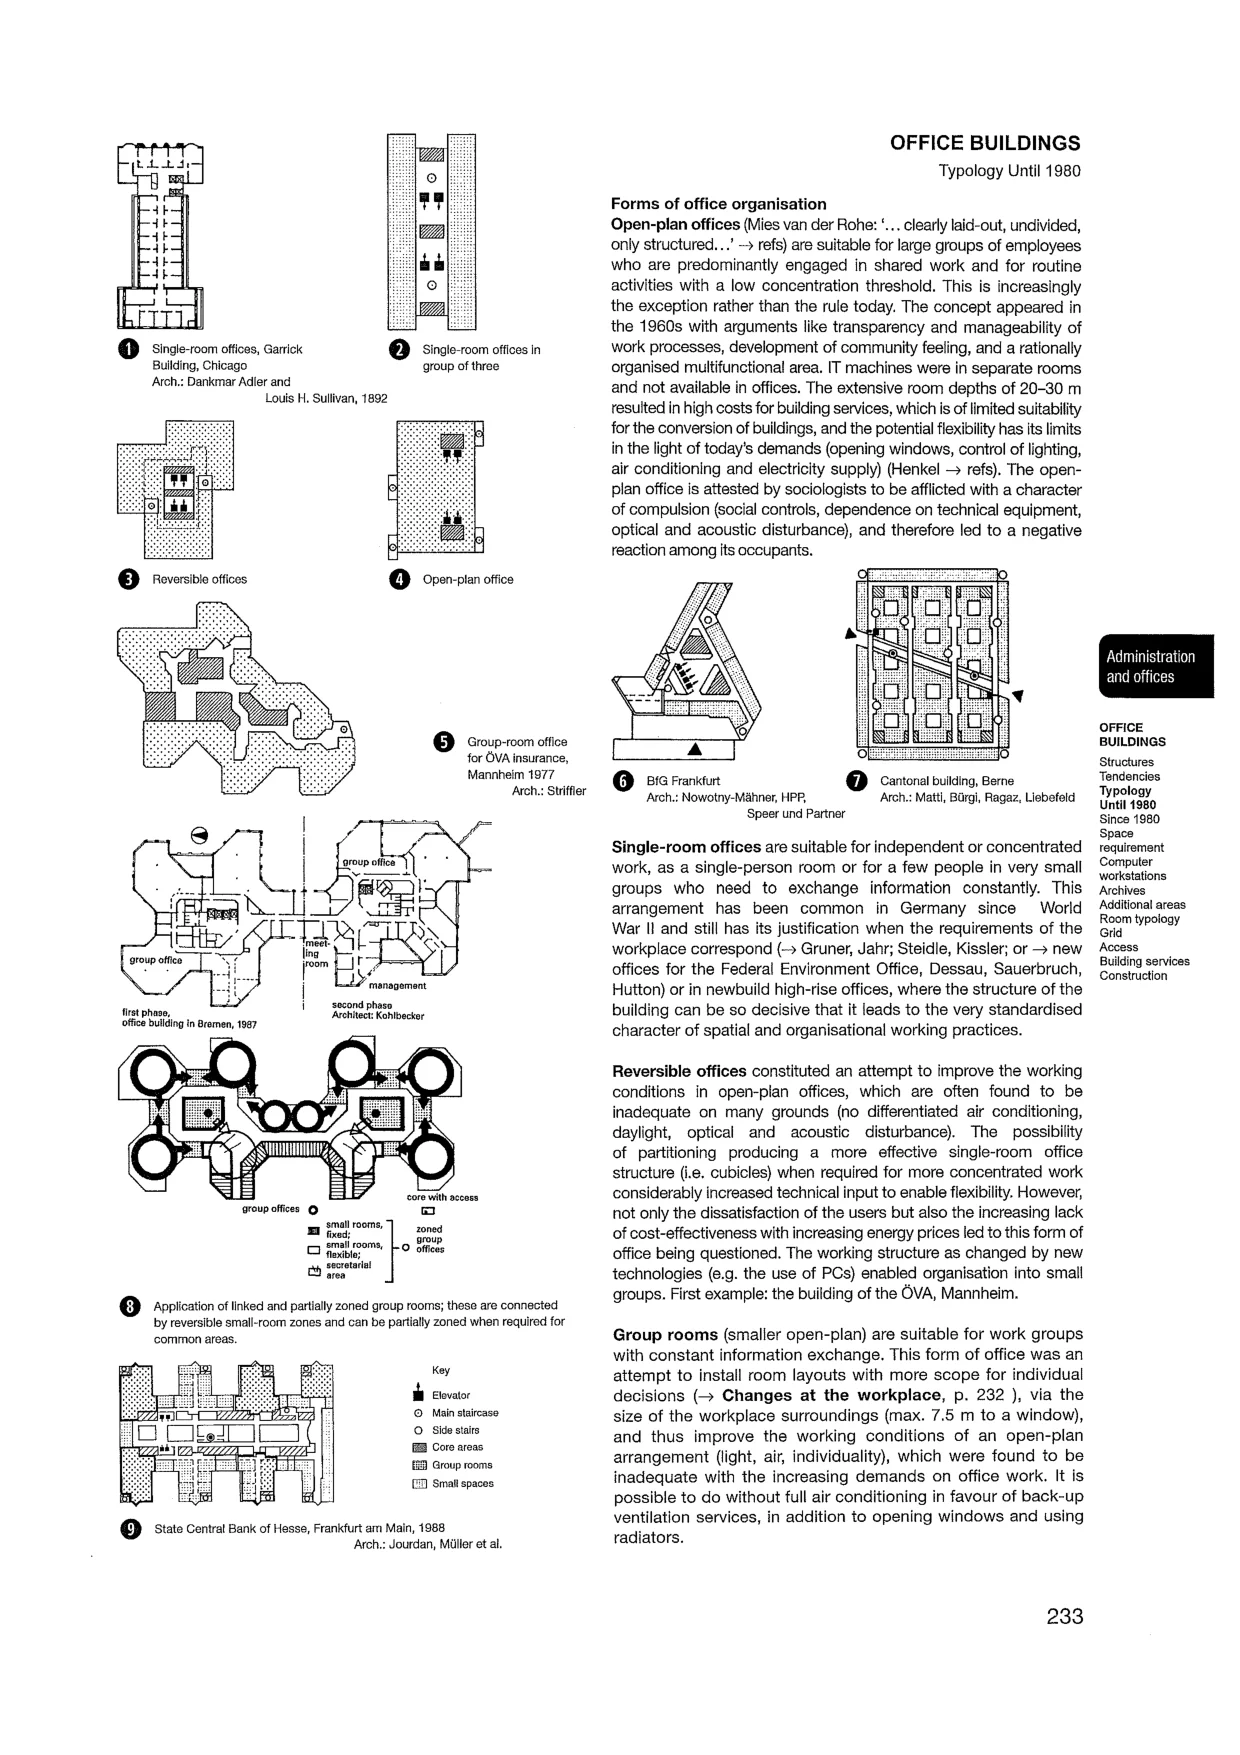 OFFICE BUILDINGS
Typology Until 1980
1 Single-room offices, Garrick
Building, Chicago
Arch.: Dankmar Adler and
Louis H. Sullivan, 1892
2 Single-room offices in
group of three
3 Reversible offices
4 Open-plan office
5 Group-room office
for ÖVA insurance,
Mannheim 1977
Arch.: Striffler
group office
group office
meet-
ing
room
management
first phase,
office building in Bremen, 1987
second phase
Architect: Kohlbecker
core with access
group offices
small rooms,
fixed;
small rooms,
flexible;
secretarial
area
zoned
group
offices
8 Application of linked and partially zoned group rooms; these are connected
by reversible small-room zones and can be partially zoned when required for
common areas.
Key
Elevator
Main staircase
Side stairs
Core areas
Group rooms
Small spaces
9 State Central Bank of Hesse, Frankfurt am Main, 1988
Arch.: Jourdan, Müller et al.
Forms of office organisation
Open-plan offices (Mies van der Rohe: '... clearly laid-out, undivided,
only structured...' → refs) are suitable for large groups of employees
who are predominantly engaged in shared work and for routine
activities with a low concentration threshold. This is increasingly
the exception rather than the rule today. The concept appeared in
the 1960s with arguments like transparency and manageability of
work processes, development of community feeling, and a rationally
organised multifunctional area. IT machines were in separate rooms
and not available in offices. The extensive room depths of 20–30 m
resulted in high costs for building services, which is of limited suitability
for the conversion of buildings, and the potential flexibility has its limits
in the light of today's demands (opening windows, control of lighting,
air conditioning and electricity supply) (Henkel → refs). The open-
plan office is attested by sociologists to be afflicted with a character
of compulsion (social controls, dependence on technical equipment,
optical and acoustic disturbance), and therefore led to a negative
reaction among its occupants.
6 BfG Frankfurt
Arch.: Nowotny-Mähner, HPP,
Speer und Partner
7 Cantonal building, Berne
Arch.: Matti, Bürgi, Ragaz, Liebefeld
Single-room offices are suitable for independent or concentrated
work, as a single-person room or for a few people in very small
groups who need to exchange information constantly. This
arrangement has been common in Germany since World
War II and still has its justification when the requirements of the
workplace correspond (→ Gruner, Jahr; Steidle, Kissler; or → new
offices for the Federal Environment Office, Dessau, Sauerbruch,
Hutton) or in newbuild high-rise offices, where the structure of the
building can be so decisive that it leads to the very standardised
character of spatial and organisational working practices.
Reversible offices constituted an attempt to improve the working
conditions in open-plan offices, which are often found to be
inadequate on many grounds (no differentiated air conditioning,
daylight, optical and acoustic disturbance). The possibility
of partitioning producing a more effective single-room office
structure (i.e. cubicles) when required for more concentrated work
considerably increased technical input to enable flexibility. However,
not only the dissatisfaction of the users but also the increasing lack
of cost-effectiveness with increasing energy prices led to this form of
office being questioned. The working structure as changed by new
technologies (e.g. the use of PCs) enabled organisation into small
groups. First example: the building of the ÖVA, Mannheim.
Group rooms (smaller open-plan) are suitable for work groups
with constant information exchange. This form of office was an
attempt to install room layouts with more scope for individual
decisions (→ Changes at the workplace, p. 232 ), via the
size of the workplace surroundings (max. 7.5 m to a window),
and thus improve the working conditions of an open-plan
arrangement (light, air, individuality), which were found to be
inadequate with the increasing demands on office work. It is
possible to do without full air conditioning in favour of back-up
ventilation services, in addition to opening windows and using
radiators.
Administration
and offices
OFFICE
BUILDINGS
Structures
Tendencies
Typology
Until 1980
Since 1980
Space
requirement
Computer
workstations
Archives
Additional areas
Room typology
Grid
Access
Building services
Construction
233